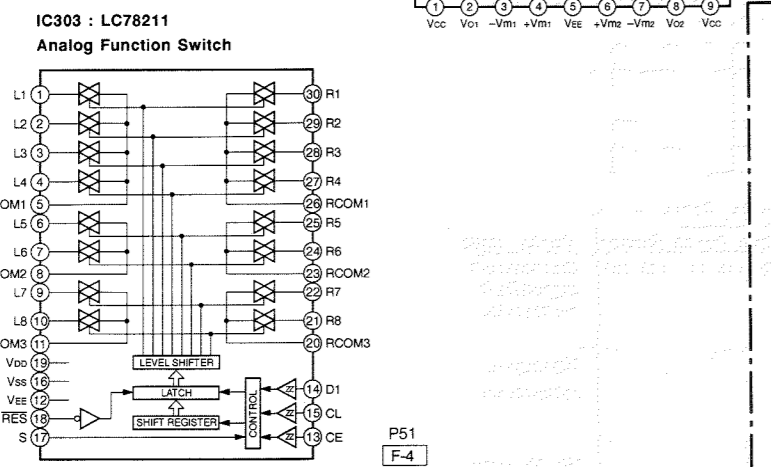 IC303 : LC78211
Analog Function Switch
1 2 3 4 5 6 7 8 9
Vcc Vo1 −Vm1 +Vm1 VEE +Vm2 −Vm2 Vo2 Vcc
L1 1 30 R1
L2 2 29 R2
L3 3 28 R3
L4 4 27 R4
OM1 5 26 RCOM1
L5 6 25 R5
L6 7 24 R6
OM2 8 23 RCOM2
L7 9 22 R7
L8 10 21 R8
OM3 11 20 RCOM3
VDD 19 LEVEL SHIFTER
VSS 16
VEE 12 LATCH CONTROL 14 D1
RES 18 SHIFT REGISTER 15 CL
S 17 13 CE
P51
F-4